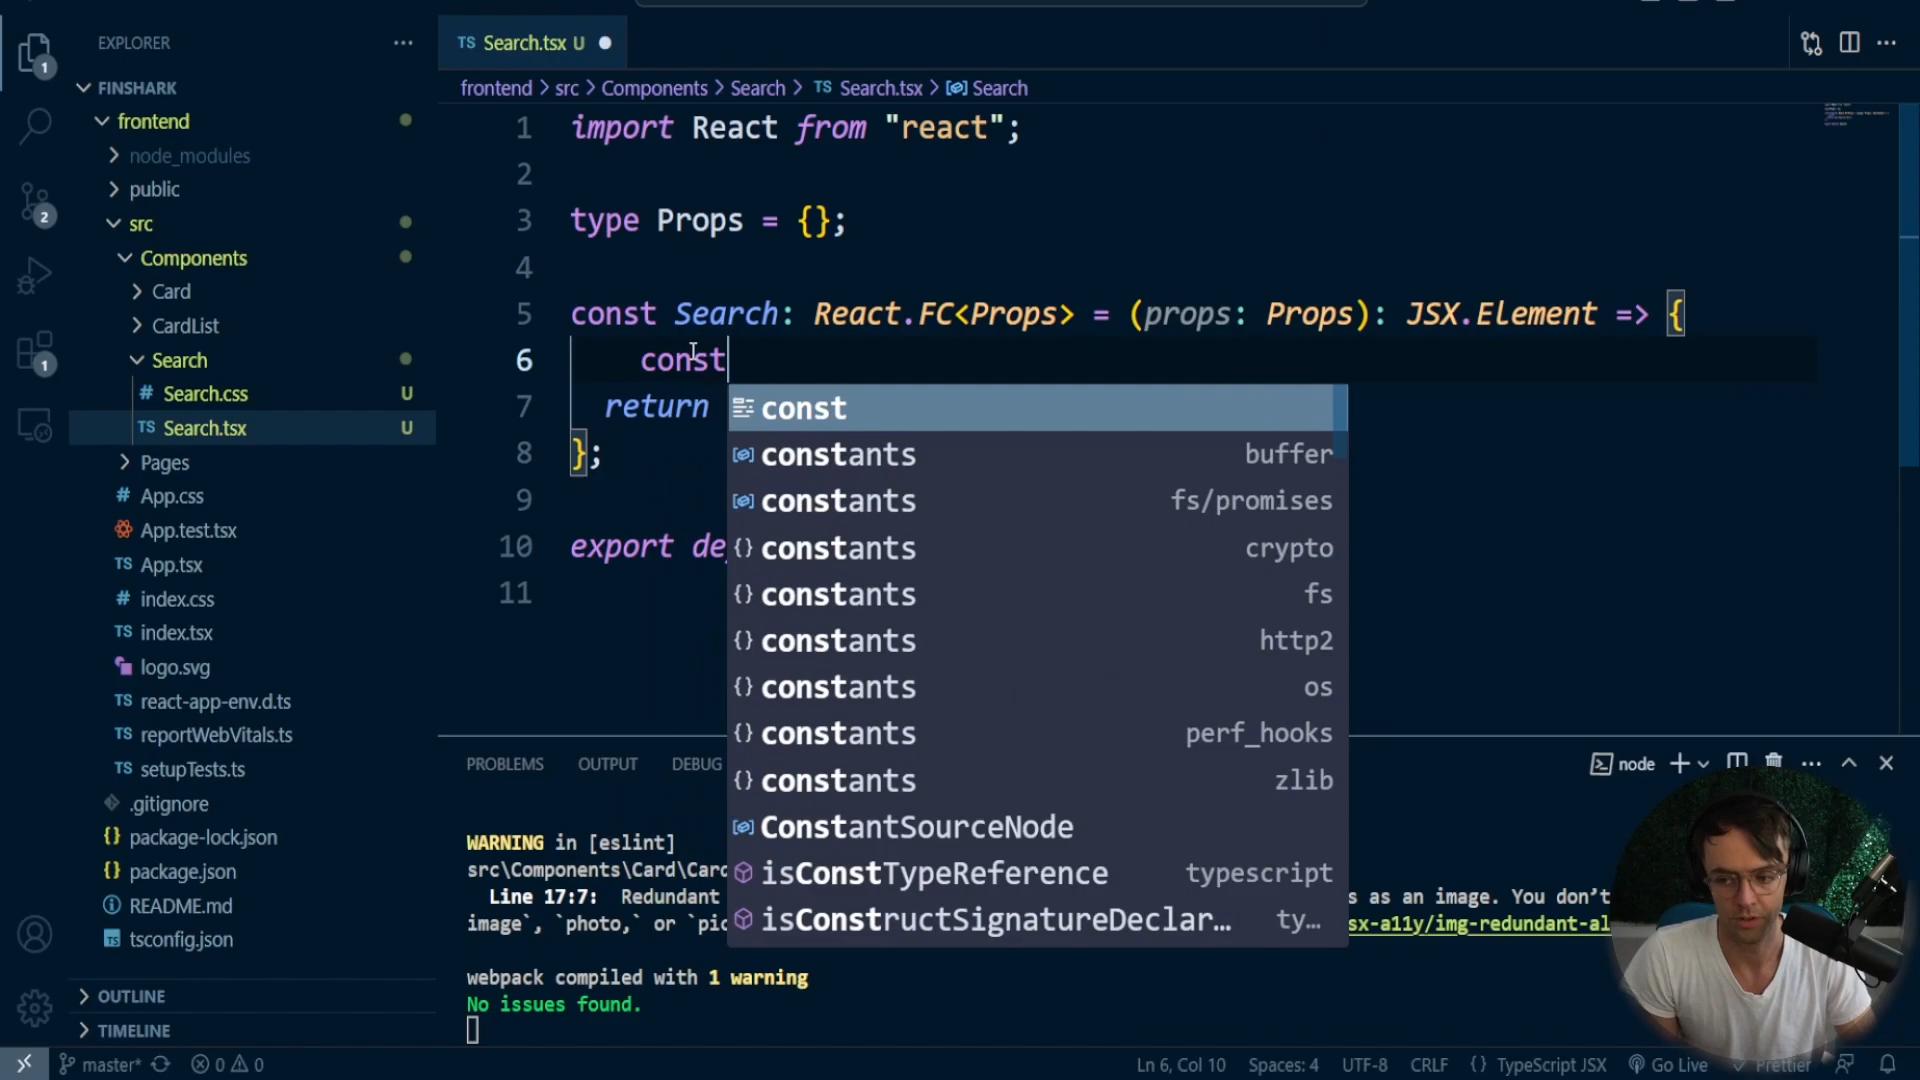 EXPLORER
FINSHARK
frontend
node_modules
public
src
Components
Card
CardList
Search
# Search.css U
TS Search.tsx U
Pages
# App.css
App.test.tsx
TS App.tsx
# index.css
TS index.tsx
logo.svg
TS react-app-env.d.ts
TS reportWebVitals.ts
TS setupTests.ts
.gitignore
{} package-lock.json
{} package.json
README.md
TS tsconfig.json
OUTLINE
TIMELINE
1
2
1
TS Search.tsx U
frontend > src > Components > Search > TS Search.tsx > Search
1 import React from "react";
2
3 type Props = {};
4
5 const Search: React.FC<Props> = (props: Props): JSX.Element => {
6 const
7 return
8 };
9
10 export de
11
const
constants buffer
constants fs/promises
{} constants crypto
{} constants fs
{} constants http2
{} constants os
{} constants perf_hooks
{} constants zlib
ConstantSourceNode
isConstTypeReference typescript
isConstructSignatureDeclar… ty…
PROBLEMS OUTPUT DEBUG
node
WARNING in [eslint]
src\Components\Card\Car
Line 17:7: Redundant s as an image. You don't
image`, `photo,` or `pic sx-a11y/img-redundant-al
webpack compiled with 1 warning
No issues found.
master* 0 0 Ln 6, Col 10 Spaces: 4 UTF-8 CRLF {} TypeScript JSX Go Live Prettier